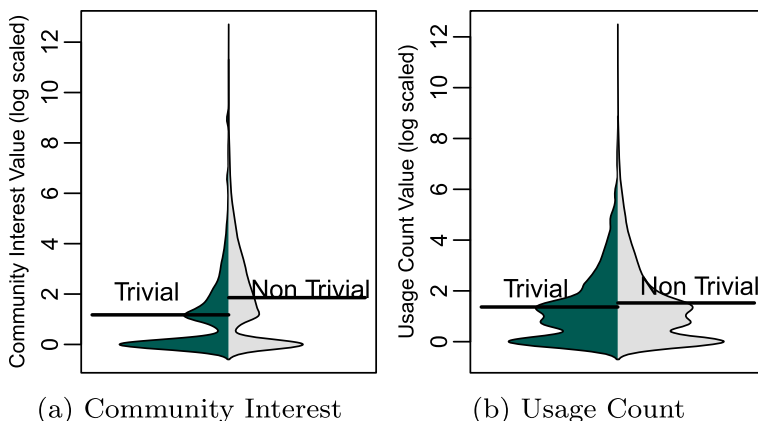 Community Interest Value (log scaled)
12
10
8
6
4
2
0
Trivial
Non Trivial
(a) Community Interest
Usage Count Value (log scaled)
12
10
8
6
4
2
0
Trivial
Non Trivial
(b) Usage Count